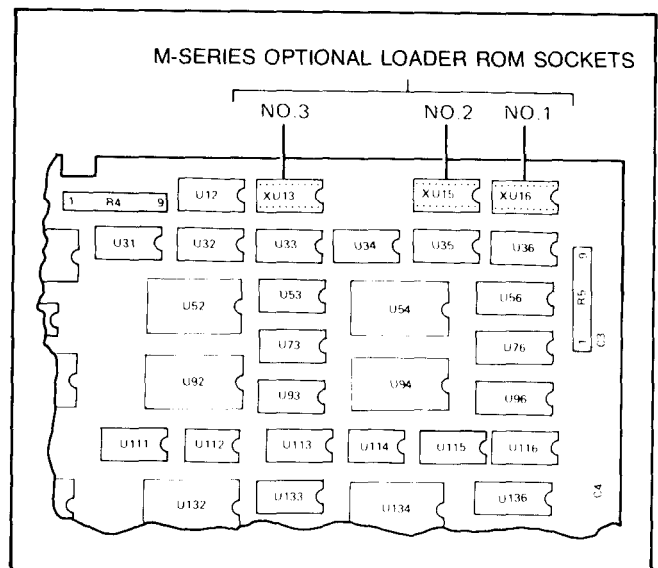 M-SERIES OPTIONAL LOADER ROM SOCKETS
NO.3 NO.2 NO.1
1 R4 9 U12 XU13 XU15 XU16
U31 U32 U33 U34 U35 U36
9 R5 1
U52 U53 U54 U56
C3
U73 U76
U92 U93 U94 U96
U111 U112 U113 U114 U115 U116
U132 U133 U134 U136
C4